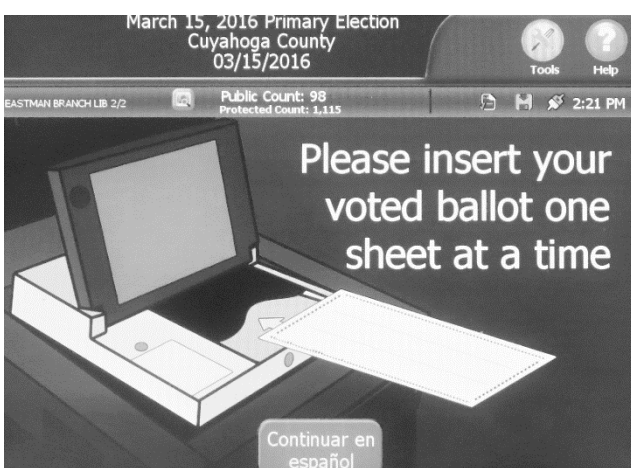 March 15, 2016 Primary Election
Cuyahoga County
03/15/2016
Tools
Help
EASTMAN BRANCH LIB 2/2
Public Count: 98
Protected Count: 1,115
2:21 PM
Please insert your
voted ballot one
sheet at a time
Continuar en
español